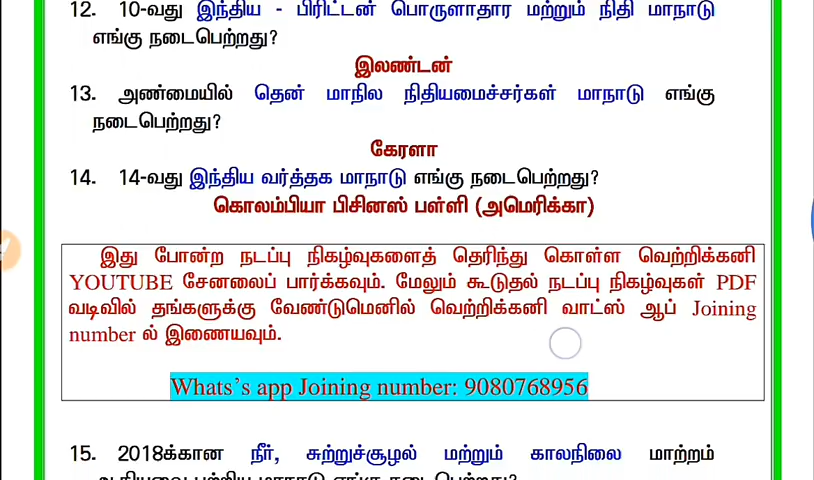 12. 10-வது இந்திய - பிரிட்டன் பொருளாதார மற்றும் நிதி மாநாடு
எங்கு நடைபெற்றது?
இலண்டன்
13. அண்மையில் தென் மாநில நிதியமைச்சர்கள் மாநாடு எங்கு
நடைபெற்றது?
கேரளா
14. 14-வது இந்திய வர்த்தக மாநாடு எங்கு நடைபெற்றது?
கொலம்பியா பிசினஸ் பள்ளி (அமெரிக்கா)
இது போன்ற நடப்பு நிகழ்வுகளைத் தெரிந்து கொள்ள வெற்றிக்கனி
YOUTUBE சேனலைப் பார்க்கவும். மேலும் கூடுதல் நடப்பு நிகழ்வுகள் PDF
வடிவில் தங்களுக்கு வேண்டுமெனில் வெற்றிக்கனி வாட்ஸ் ஆப் Joining
number ல் இணையவும்.
Whats's app Joining number: 9080768956
15. 2018க்கான நீர், சுற்றுச்சூழல் மற்றும் காலநிலை மாற்றம்